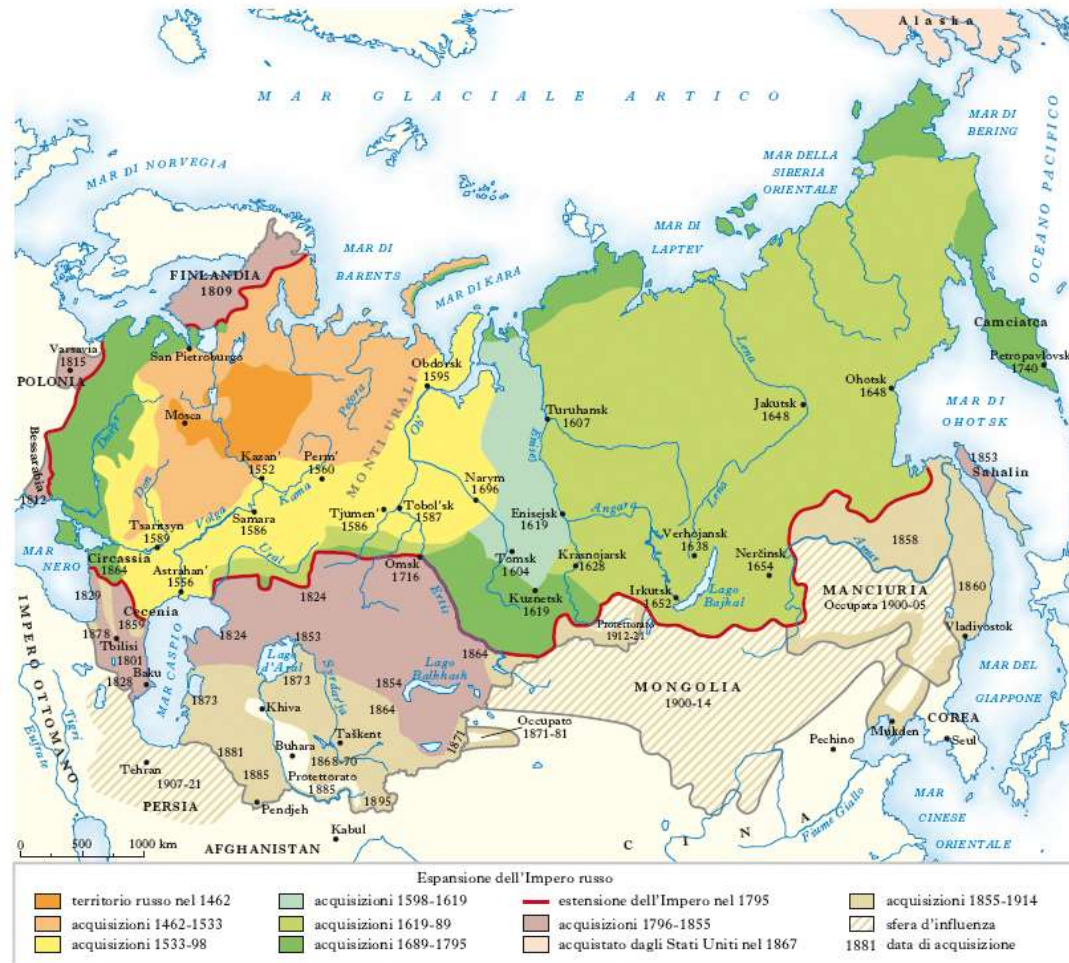 Alaska
MAR GLACIALE ARTICO
MAR DI
BERING
OCEANO PACIFICO
MAR DI NORVEGIA
MAR DELLA
SIBERIA
ORIENTALE
MAR DI
LAPTEV
MAR DI
BARENTS
MAR DI KARA
FINLANDIA
1809
Varsavia
1815
POLONIA
San Pietroburgo
Obdorsk
1595
Camciatca
Petropavlovsk
1740
Mosca
Pečora
MONTI URALI
Ob'
Turuhansk
1607
Lena
Jakutsk
1648
Ohotsk
1648
MAR DI
OHOTSK
Bessarabia
1812
Dnepr
Don
Kazan'
1552
Perm'
1560
Kama
Volga
Samara
1586
Tjumen'
1586
Tobol'sk
1587
Narym
1696
Enisej
Enisejsk
1619
Angara
Lena
1853
Sahalin
Tsaritsyn
1589
Ural
Tomsk
1604
Krasnojarsk
1628
Verhojansk
1638
Nerčinsk
1654
1858
Amur
MAR
NERO
Circassia
1864
Astrahan'
1556
Omsk
1716
Ertis
Kuznetsk
1619
Irkutsk
1652
Lago
Bajkal
MANCIURIA
Occupata 1900-05
1860
1829
Cecenia
1859
1824
Protettorato
1912-21
Vladivostok
1878
Tbilisi
1801
1828
Baku
MAR CASPIO
1824
1853
Lago
d'Aral
1873
Syrdarija
1854
Lago
Balkhash
1864
1864
MONGOLIA
1900-14
MAR DEL
GIAPPONE
IMPERO OTTOMANO
Tigri
Eufrate
1873
Khiva
Taškent
1868-70
Buhara
Protettorato
1885
1871
Occupato
1871-81
Pechino
Mukden
COREA
Seul
Tehran
1907-21
PERSIA
1881
1885
Pendjeh
1895
Kabul
AFGHANISTAN
CINA
Fiume Giallo
MAR
CINESE
ORIENTALE
0 500 1000 km
Espansione dell'Impero russo
territorio russo nel 1462
acquisizioni 1462-1533
acquisizioni 1533-98
acquisizioni 1598-1619
acquisizioni 1619-89
acquisizioni 1689-1795
estensione dell'Impero nel 1795
acquisizioni 1796-1855
acquistato dagli Stati Uniti nel 1867
acquisizioni 1855-1914
sfera d'influenza
1881 data di acquisizione